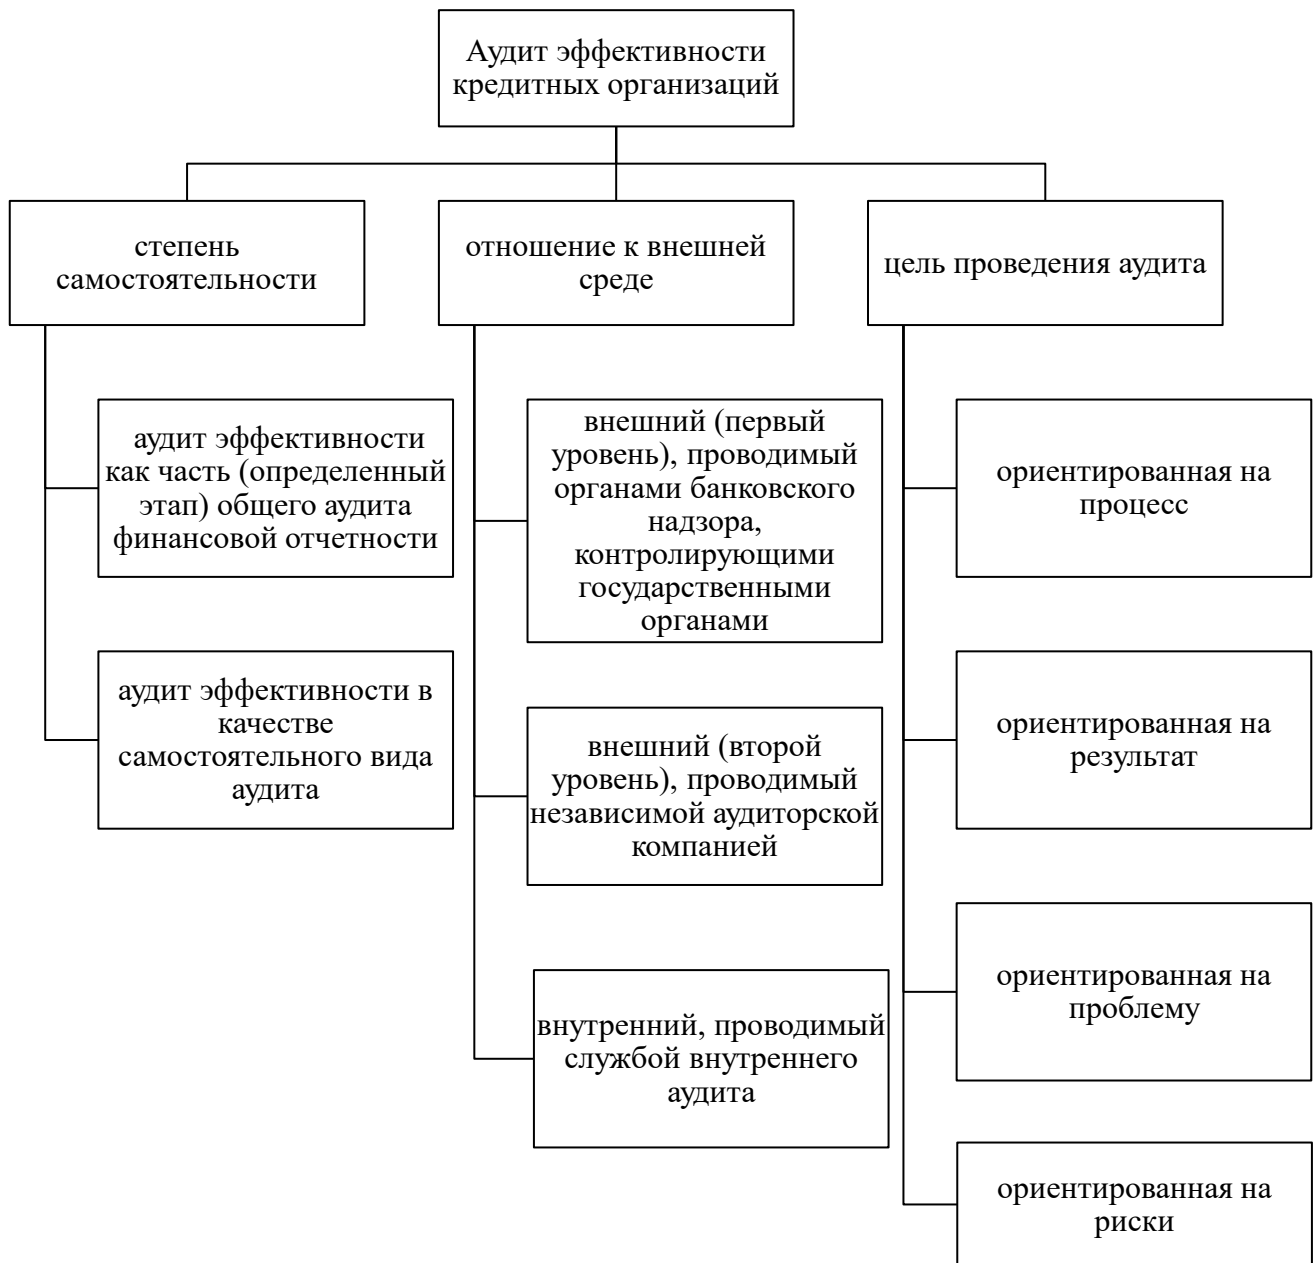 Аудит эффективности
кредитных организаций
степень
самостоятельности
отношение к внешней
среде
цель проведения аудита
аудит эффективности
как часть (определенный
этап) общего аудита
финансовой отчетности
аудит эффективности в
качестве
самостоятельного вида
аудита
внешний (первый
уровень), проводимый
органами банковского
надзора,
контролирующими
государственными
органами
внешний (второй
уровень), проводимый
независимой аудиторской
компанией
внутренний, проводимый
службой внутреннего
аудита
ориентированная на
процесс
ориентированная на
результат
ориентированная на
проблему
ориентированная на
риски